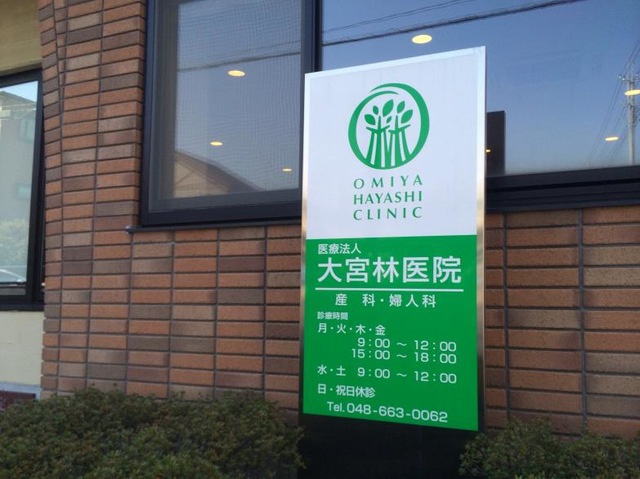 OMIYA
HAYASHI
CLINIC
医療法人
大宮林医院
産 科・婦人科
診療時間
月・火・木・金
9:00 ~ 12:00
15:00 ~ 18:00
水・土 9:00 ~ 12:00
日・祝日休診
Tel. 048-663-0062